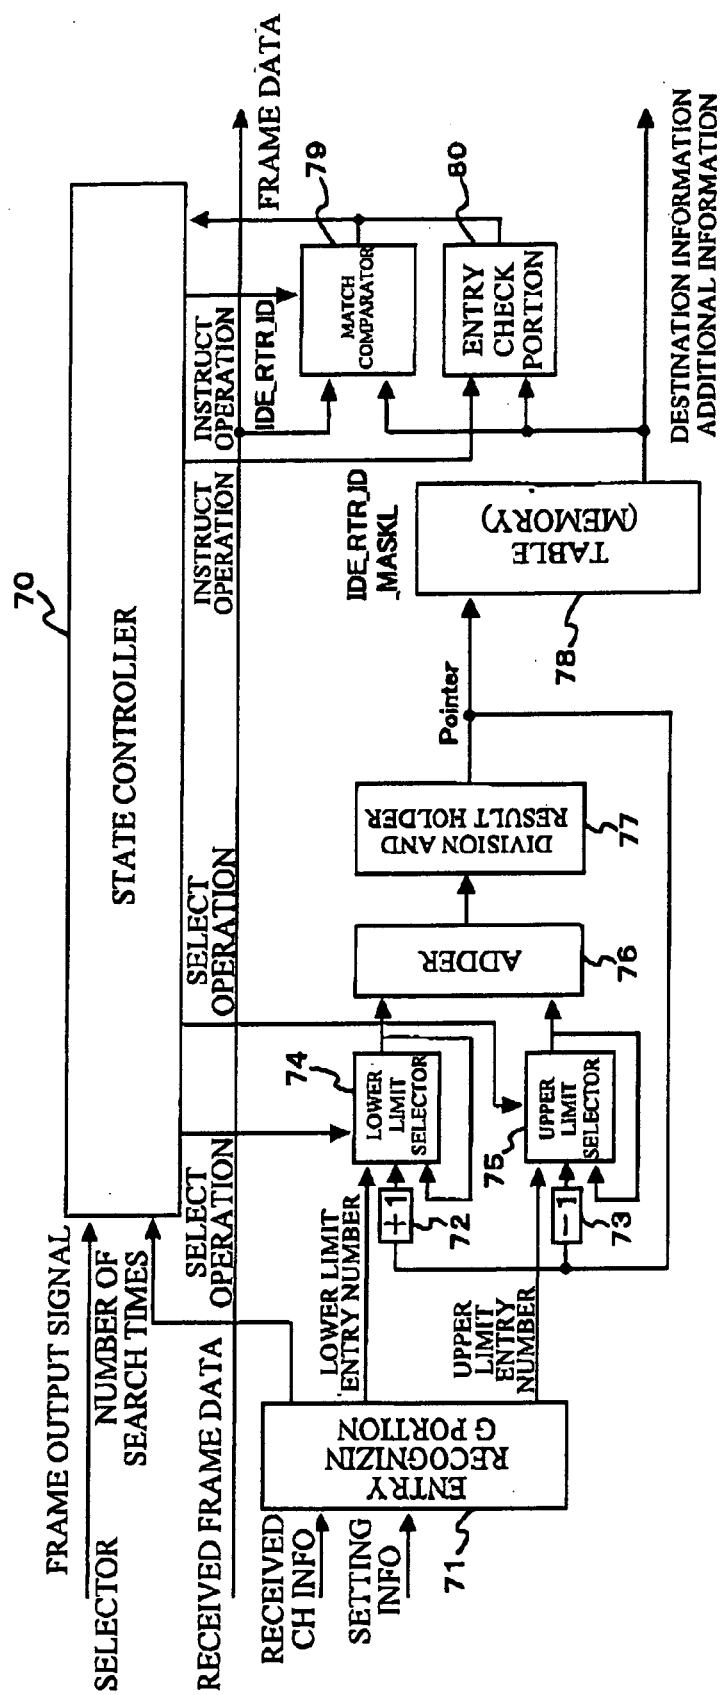 FRAME OUTPUT SIGNAL
SELECTOR
NUMBER OF
SEARCH TIMES
70
STATE CONTROLLER
RECEIVED FRAME DATA
SELECT
OPERATION
SELECT
OPERATION
INSTRUCT
OPERATION
INSTRUCT
OPERATION
FRAME DATA
RECEIVED
CH INFO
SETTING
INFO
ENTRY
RECOGNIZIN
G PORTION
71
LOWER LIMIT
ENTRY NUMBER
UPPER
LIMIT
ENTRY
NUMBER
+1
72
-1
73
74
LOWER
LIMIT
SELECTOR
75
UPPER
LIMIT
SELECTOR
ADDER
76
DIVISION AND
RESULT HOLDER
77
Pointer
TABLE
(MEMORY)
78
IDE_RTR_ID
_MASKL
IDE_RTR_ID
MATCH
COMPARATOR
79
ENTRY
CHECK
PORTION
80
DESTINATION INFORMATION
ADDITIONAL INFORMATION